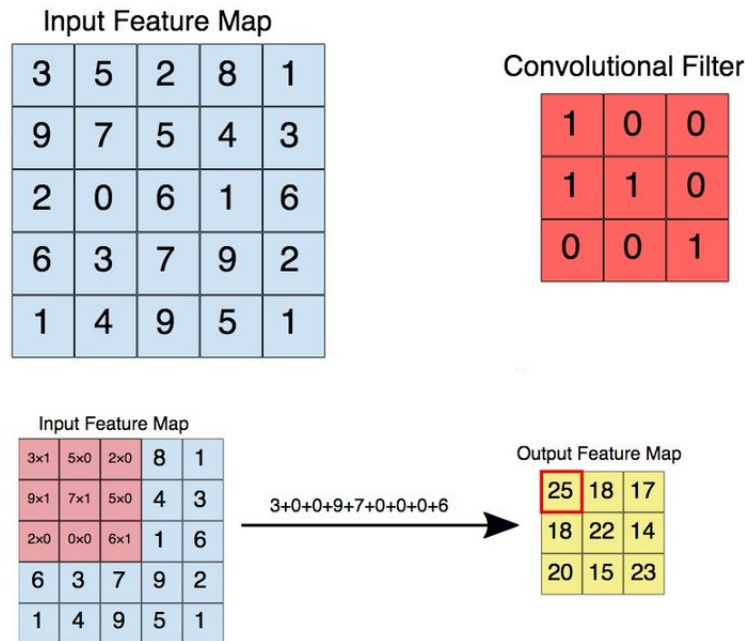 Input Feature Map
3 5 2 8 1
9 7 5 4 3
2 0 6 1 6
6 3 7 9 2
1 4 9 5 1
Convolutional Filter
1 0 0
1 1 0
0 0 1
Input Feature Map
3×1 5×0 2×0 8 1
9×1 7×1 5×0 4 3
2×0 0×0 6×1 1 6
6 3 7 9 2
1 4 9 5 1
3+0+0+9+7+0+0+0+6
Output Feature Map
25 18 17
18 22 14
20 15 23